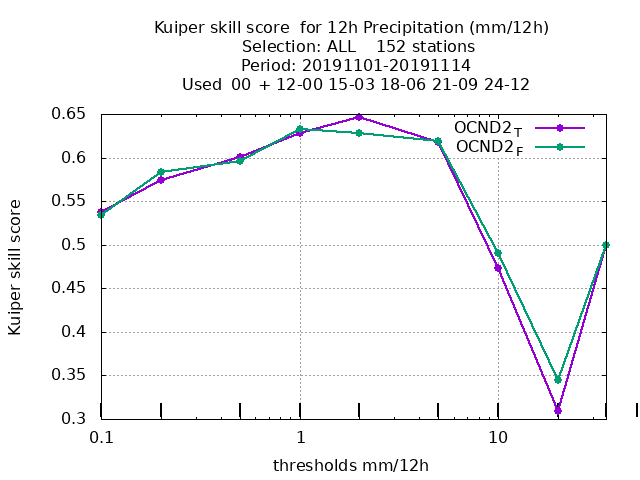 Kuiper skill score  for 12h Precipitation (mm/12h)
Selection: ALL    152 stations
Period: 20191101-20191114
Used  00 + 12-00 15-03 18-06 21-09 24-12
OCND2_T
OCND2_F
0.65
0.6
0.55
0.5
0.45
0.4
0.35
0.3
Kuiper skill score
0.1
1
10
thresholds mm/12h